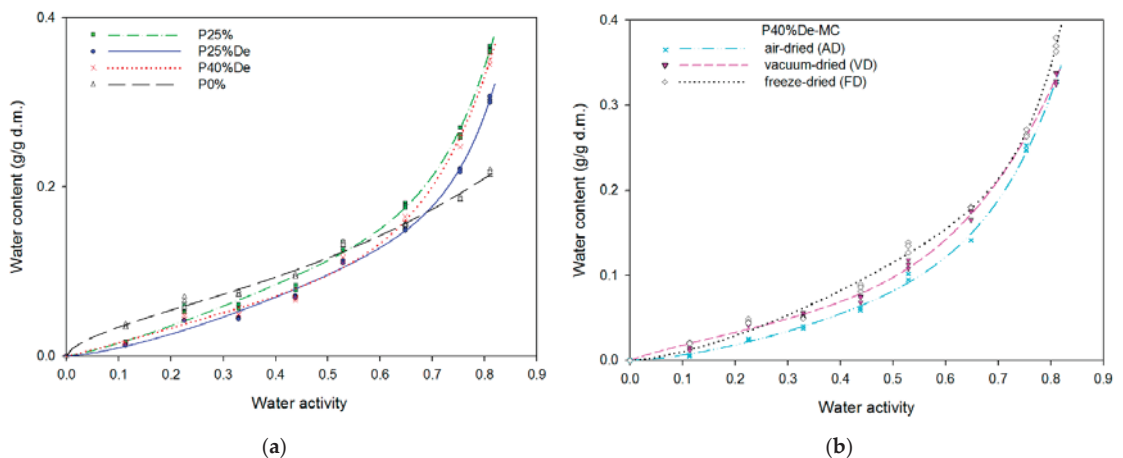 0.4
P25%
P25%De
P40%De
P0%
0.2
0.0
Water content (g/g d.m.)
0.0 0.1 0.2 0.3 0.4 0.5 0.6 0.7 0.8 0.9
Water activity
(a)
P40%De-MC
air-dried (AD)
vacuum-dried (VD)
freeze-dried (FD)
0.4
0.3
0.2
0.1
0.0
Water content (g/g d.m.)
0.0 0.1 0.2 0.3 0.4 0.5 0.6 0.7 0.8 0.9
Water activity
(b)